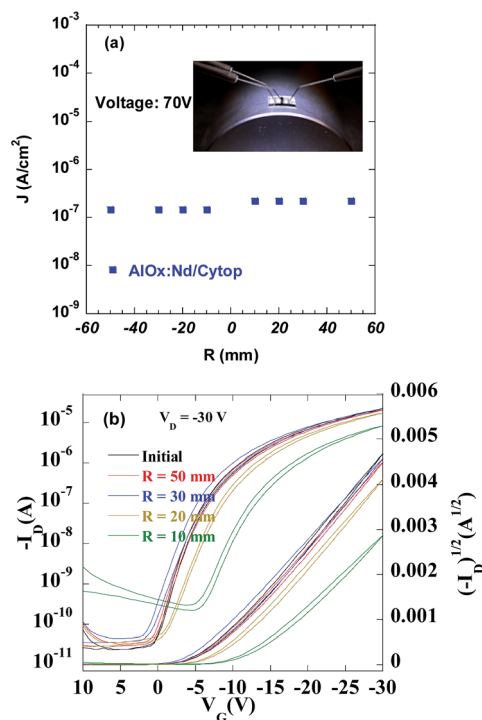 (a)
10^-3
10^-4
10^-5
10^-6
10^-7
10^-8
10^-9
J (A/cm^2)
Voltage: 70V
AlOx:Nd/Cytop
-60 -40 -20 0 20 40 60
R (mm)
(b)
V_D = -30 V
Initial
R = 50 mm
R = 30 mm
R = 20 mm
R = 10 mm
10^-5
10^-6
10^-7
10^-8
10^-9
10^-10
10^-11
-I_D(A)
0.006
0.005
0.004
0.003
0.002
0.001
0
(-I_D)^1/2(A^1/2)
10 5 0 -5 -10 -15 -20 -25 -30
V_G(V)